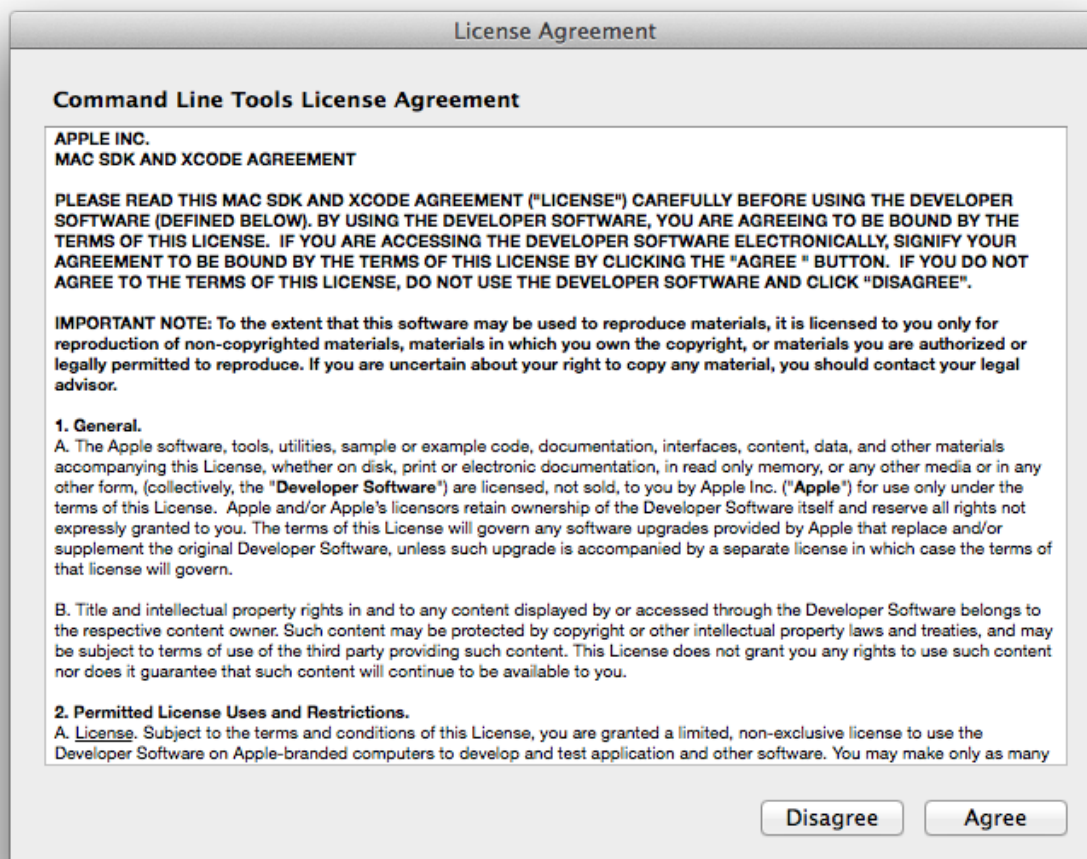 License Agreement
Command Line Tools License Agreement
APPLE INC.
MAC SDK AND XCODE AGREEMENT
PLEASE READ THIS MAC SDK AND XCODE AGREEMENT ("LICENSE") CAREFULLY BEFORE USING THE DEVELOPER
SOFTWARE (DEFINED BELOW). BY USING THE DEVELOPER SOFTWARE, YOU ARE AGREEING TO BE BOUND BY THE
TERMS OF THIS LICENSE.  IF YOU ARE ACCESSING THE DEVELOPER SOFTWARE ELECTRONICALLY, SIGNIFY YOUR
AGREEMENT TO BE BOUND BY THE TERMS OF THIS LICENSE BY CLICKING THE "AGREE " BUTTON.  IF YOU DO NOT
AGREE TO THE TERMS OF THIS LICENSE, DO NOT USE THE DEVELOPER SOFTWARE AND CLICK “DISAGREE”.
IMPORTANT NOTE: To the extent that this software may be used to reproduce materials, it is licensed to you only for
reproduction of non-copyrighted materials, materials in which you own the copyright, or materials you are authorized or
legally permitted to reproduce. If you are uncertain about your right to copy any material, you should contact your legal
advisor.
1. General.
A. The Apple software, tools, utilities, sample or example code, documentation, interfaces, content, data, and other materials
accompanying this License, whether on disk, print or electronic documentation, in read only memory, or any other media or in any
other form, (collectively, the "Developer Software") are licensed, not sold, to you by Apple Inc. ("Apple") for use only under the
terms of this License.  Apple and/or Apple's licensors retain ownership of the Developer Software itself and reserve all rights not
expressly granted to you. The terms of this License will govern any software upgrades provided by Apple that replace and/or
supplement the original Developer Software, unless such upgrade is accompanied by a separate license in which case the terms of
that license will govern.
B. Title and intellectual property rights in and to any content displayed by or accessed through the Developer Software belongs to
the respective content owner. Such content may be protected by copyright or other intellectual property laws and treaties, and may
be subject to terms of use of the third party providing such content. This License does not grant you any rights to use such content
nor does it guarantee that such content will continue to be available to you.
2. Permitted License Uses and Restrictions.
A. License. Subject to the terms and conditions of this License, you are granted a limited, non-exclusive license to use the
Developer Software on Apple-branded computers to develop and test application and other software. You may make only as many
Disagree
Agree